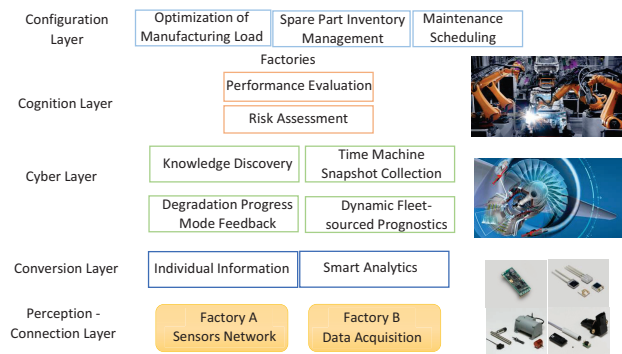 Configuration
Layer
Optimization of
Manufacturing Load
Spare Part Inventory
Management
Maintenance
Scheduling
Factories
Cognition Layer
Performance Evaluation
Risk Assessment
Cyber Layer
Knowledge Discovery
Time Machine
Snapshot Collection
Degradation Progress
Mode Feedback
Dynamic Fleet-
sourced Prognostics
Conversion Layer
Individual Information
Smart Analytics
Perception -
Connection Layer
Factory A
Sensors Network
Factory B
Data Acquisition